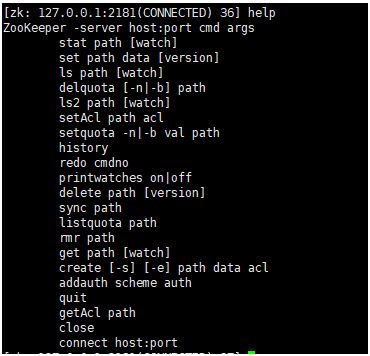 [zk: 127.0.0.1:2181(CONNECTED) 36] help
ZooKeeper -server host:port cmd args
stat path [watch]
set path data [version]
ls path [watch]
delquota [-n|-b] path
ls2 path [watch]
setAcl path acl
setquota -n|-b val path
history
redo cmdno
printwatches on|off
delete path [version]
sync path
listquota path
rmr path
get path [watch]
create [-s] [-e] path data acl
addauth scheme auth
quit
getAcl path
close
connect host:port